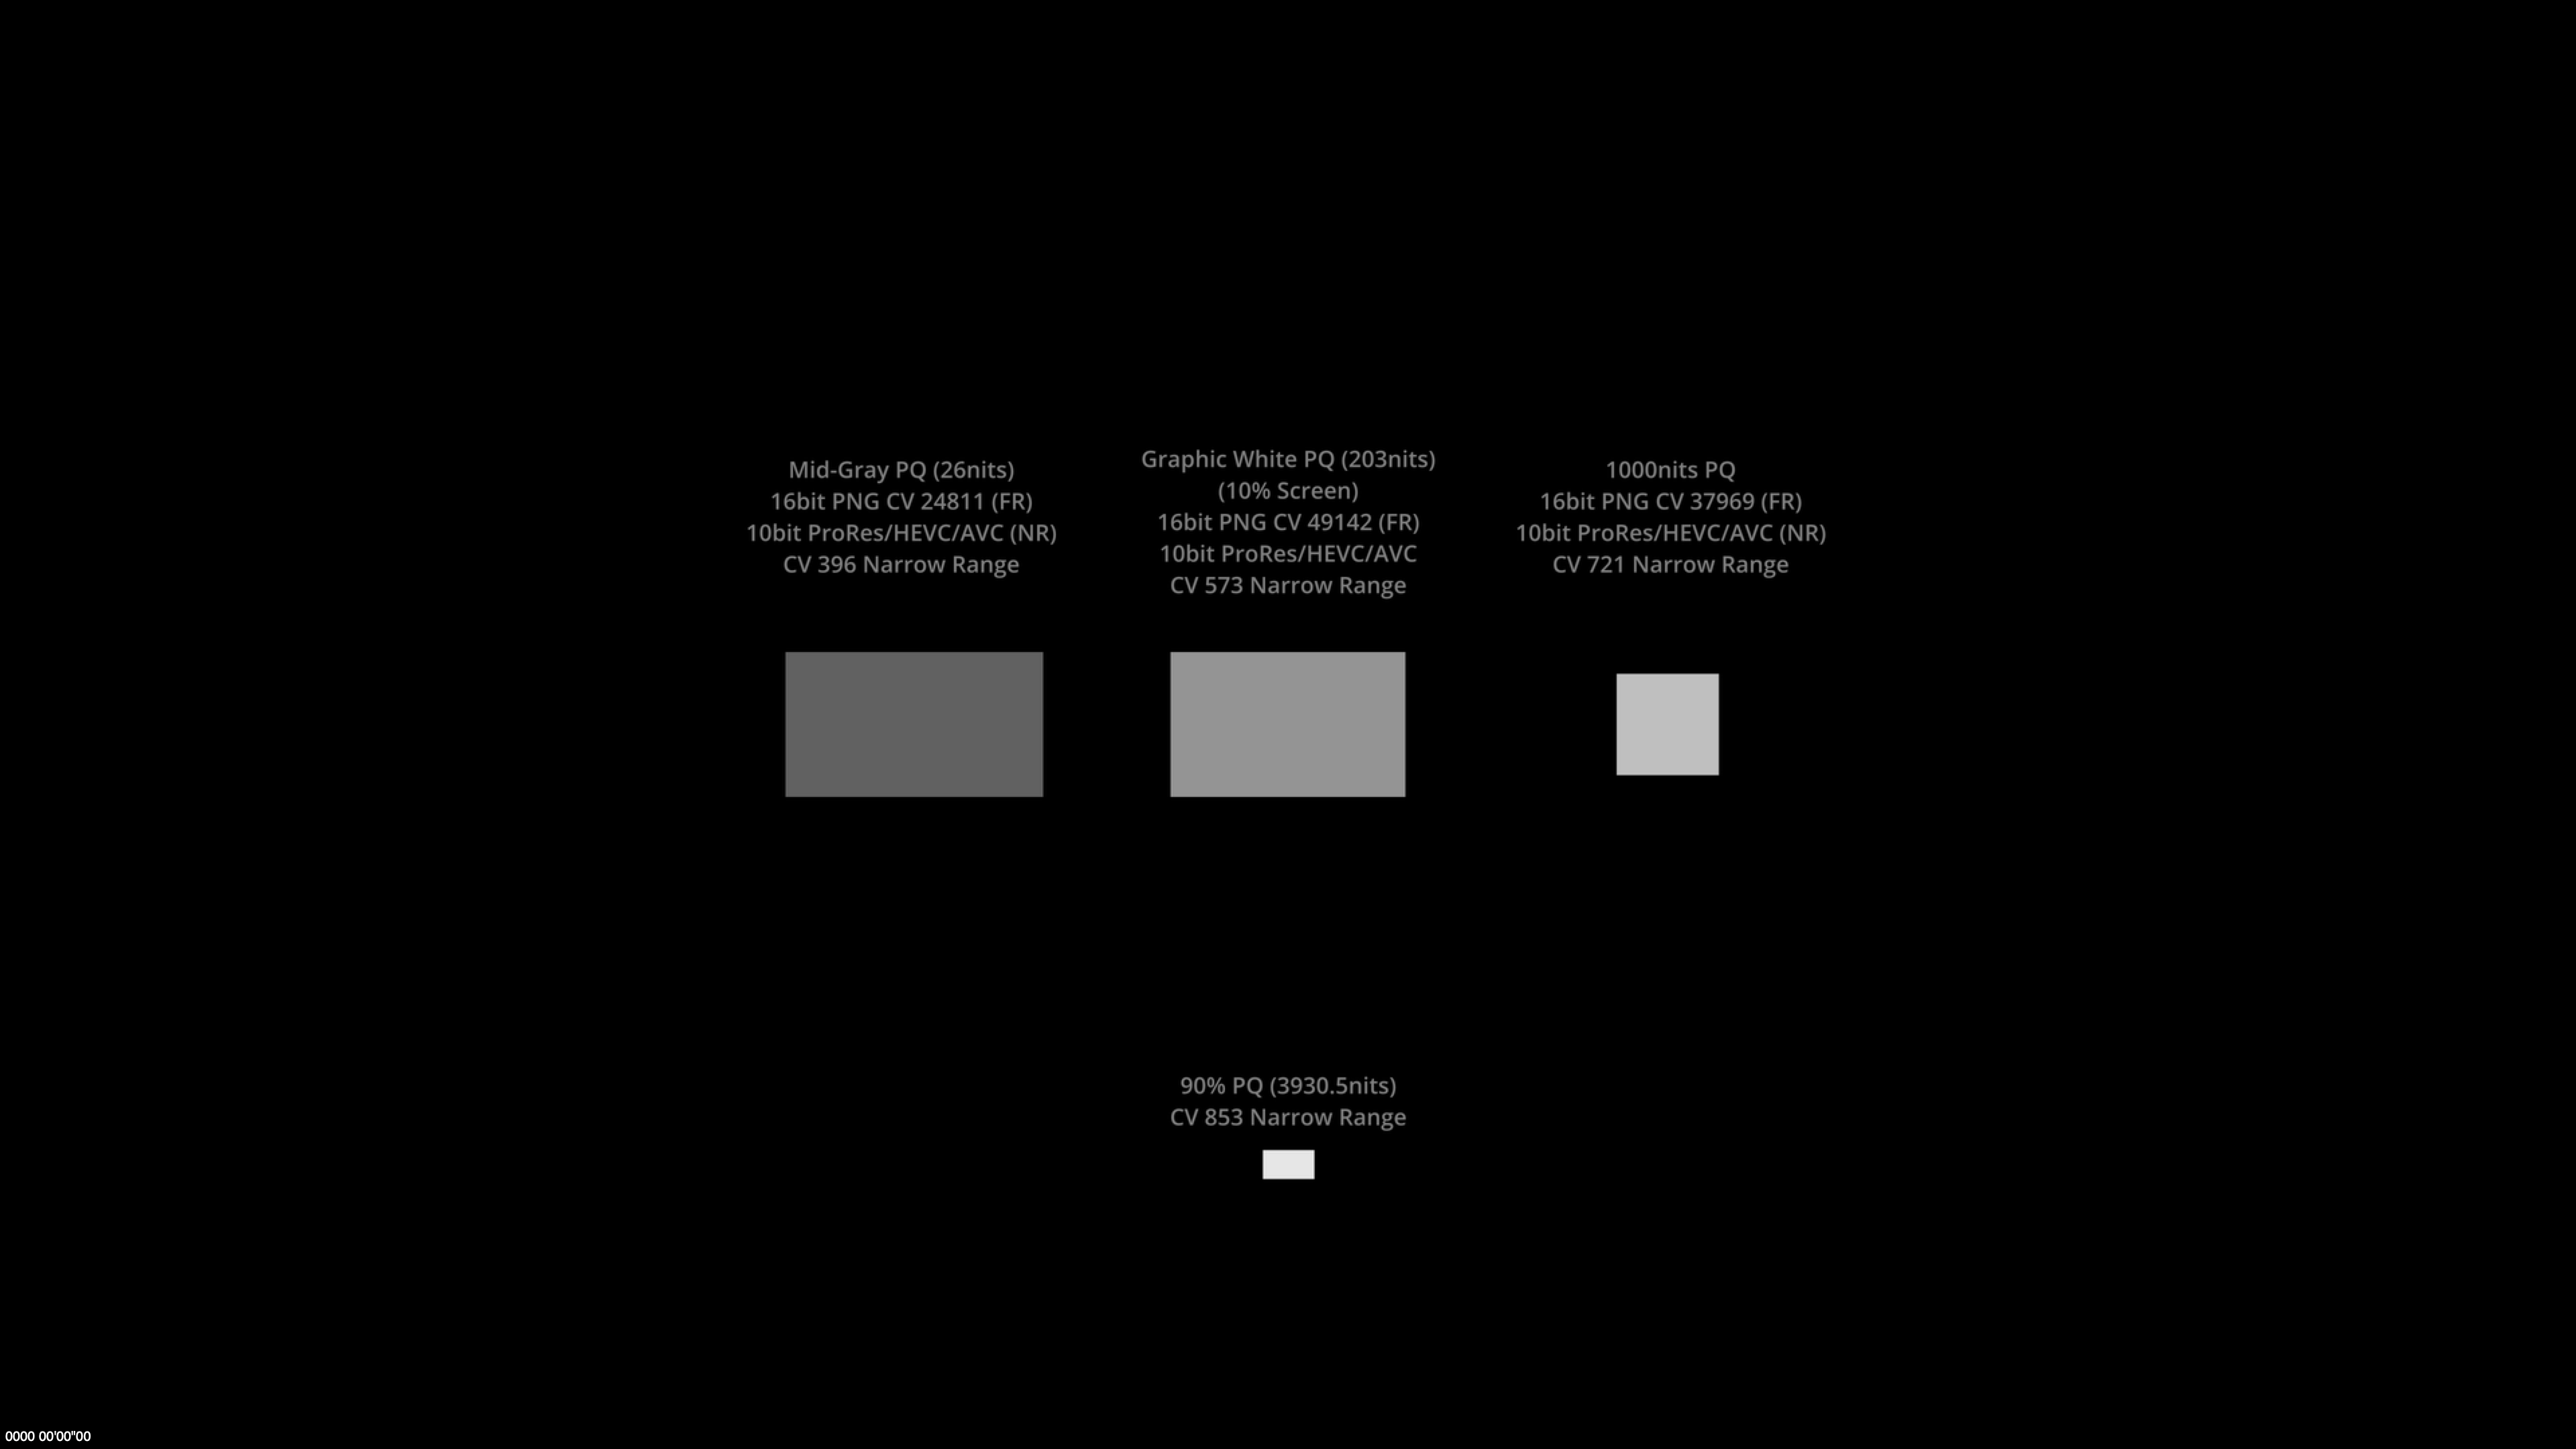 Mid-Gray PQ (26nits)
16bit PNG CV 24811 (FR)
10bit ProRes/HEVC/AVC (NR)
CV 396 Narrow Range
Graphic White PQ (203nits)
(10% Screen)
16bit PNG CV 49142 (FR)
10bit ProRes/HEVC/AVC
CV 573 Narrow Range
1000nits PQ
16bit PNG CV 37969 (FR)
10bit ProRes/HEVC/AVC (NR)
CV 721 Narrow Range
90% PQ (3930.5nits)
CV 853 Narrow Range
0000 00'00"00